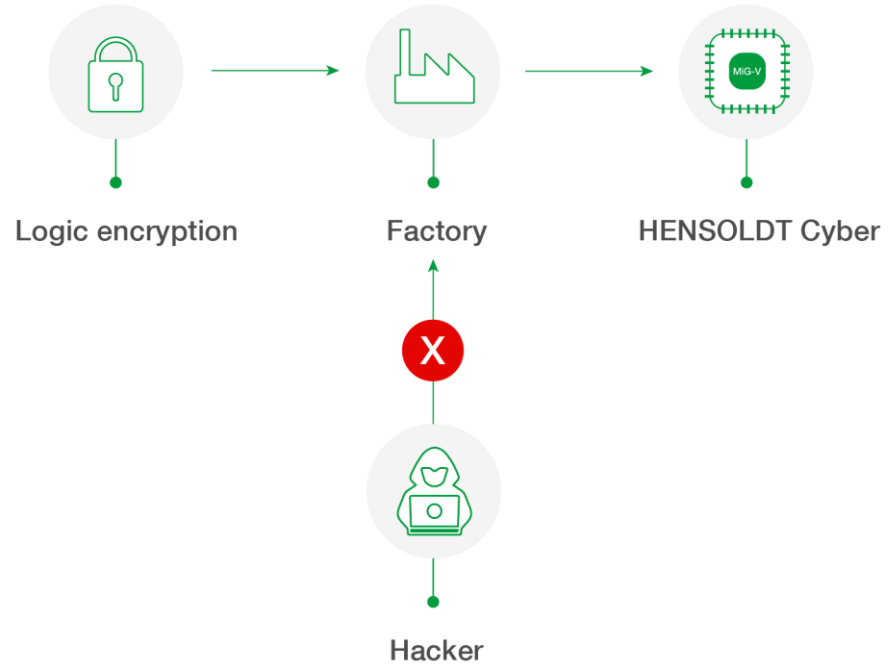 MiG-V
Logic encryption
Factory
HENSOLDT Cyber
X
Hacker